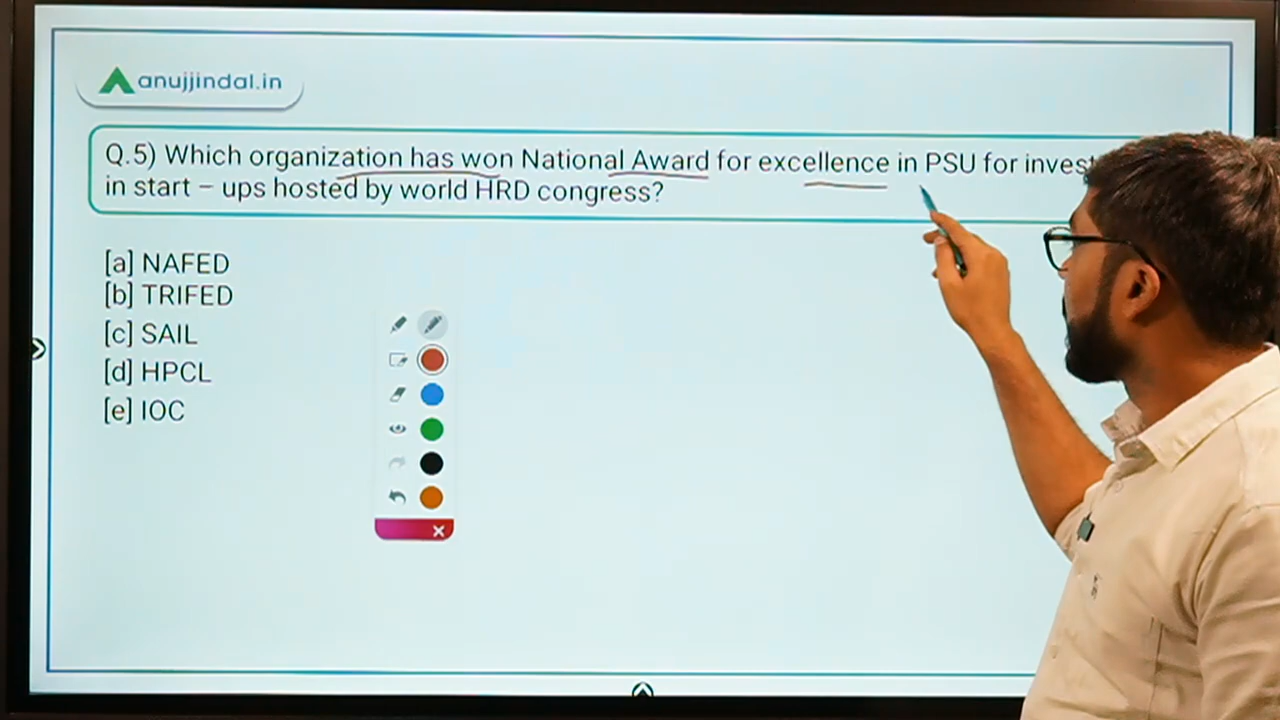 anujjindal.in
Q.5) Which organization has won National Award for excellence in PSU for invest
in start – ups hosted by world HRD congress?
[a] NAFED
[b] TRIFED
[c] SAIL
[d] HPCL
[e] IOC